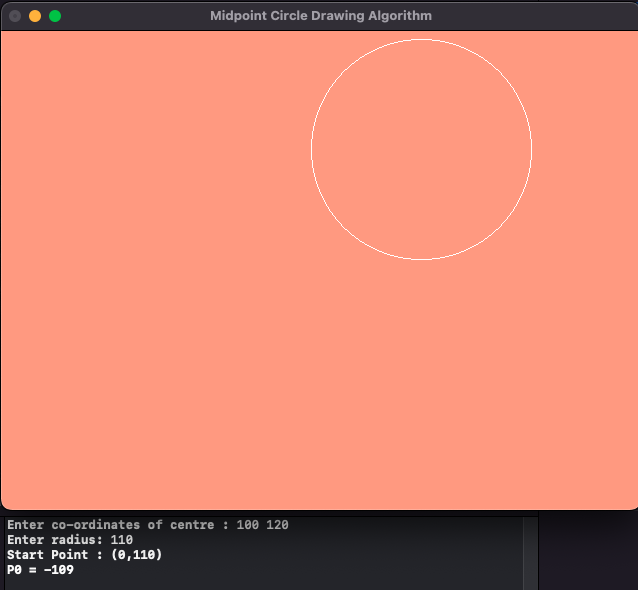 Midpoint Circle Drawing Algorithm
Enter co-ordinates of centre : 100 120
Enter radius: 110
Start Point : (0,110)
P0 = -109